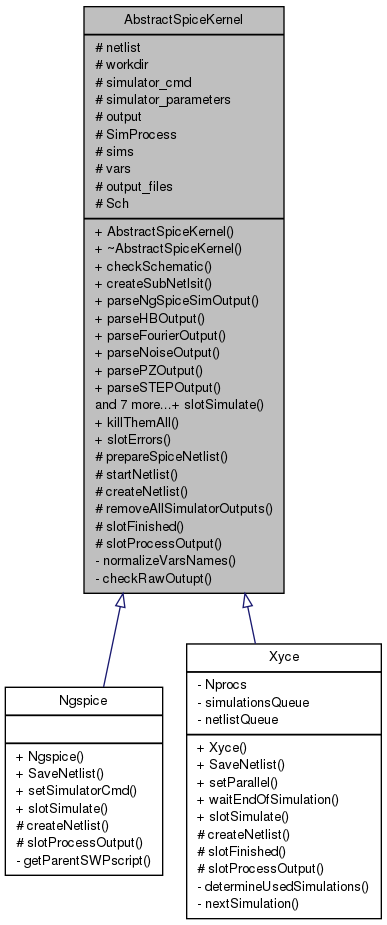 AbstractSpiceKernel
# netlist
# workdir
# simulator_cmd
# simulator_parameters
# output
# SimProcess
# sims
# vars
# output_files
# Sch
+ AbstractSpiceKernel()
+ ~AbstractSpiceKernel()
+ checkSchematic()
+ createSubNetlsit()
+ parseNgSpiceSimOutput()
+ parseHBOutput()
+ parseFourierOutput()
+ parseNoiseOutput()
+ parsePZOutput()
+ parseSTEPOutput()
and 7 more...+ slotSimulate()
+ killThemAll()
+ slotErrors()
# prepareSpiceNetlist()
# startNetlist()
# createNetlist()
# removeAllSimulatorOutputs()
# slotFinished()
# slotProcessOutput()
- normalizeVarsNames()
- checkRawOutupt()
Ngspice
+ Ngspice()
+ SaveNetlist()
+ setSimulatorCmd()
+ slotSimulate()
# createNetlist()
# slotProcessOutput()
- getParentSWPscript()
Xyce
- Nprocs
- simulationsQueue
- netlistQueue
+ Xyce()
+ SaveNetlist()
+ setParallel()
+ waitEndOfSimulation()
+ slotSimulate()
# createNetlist()
# slotFinished()
# slotProcessOutput()
- determineUsedSimulations()
- nextSimulation()